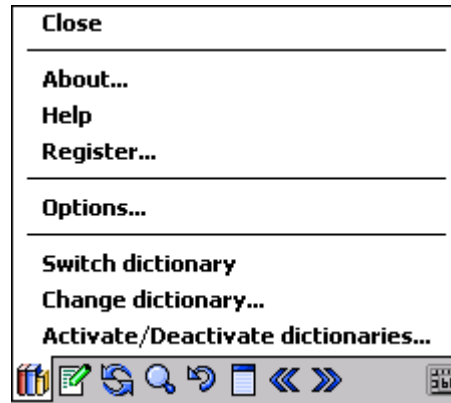 Close
About...
Help
Register...
Options...
Switch dictionary
Change dictionary...
Activate/Deactivate dictionaries...